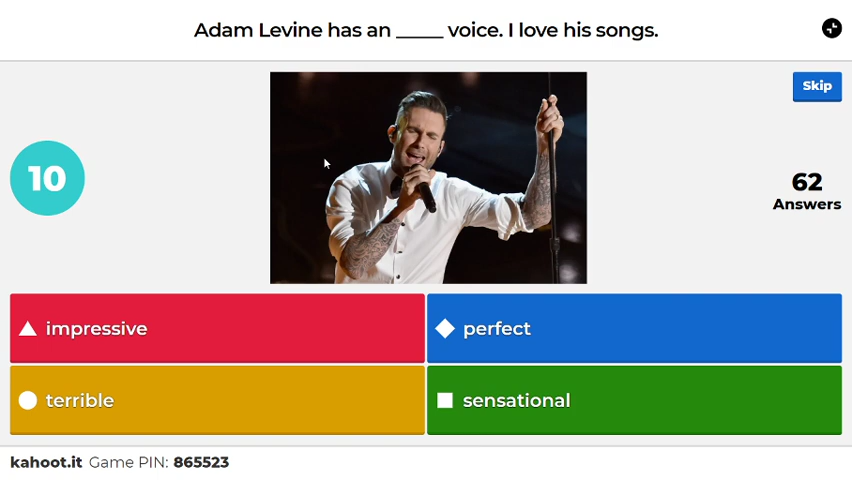 Adam Levine has an _____ voice. I love his songs.
Skip
10
62
Answers
impressive
perfect
terrible
sensational
kahoot.it Game PIN: 865523